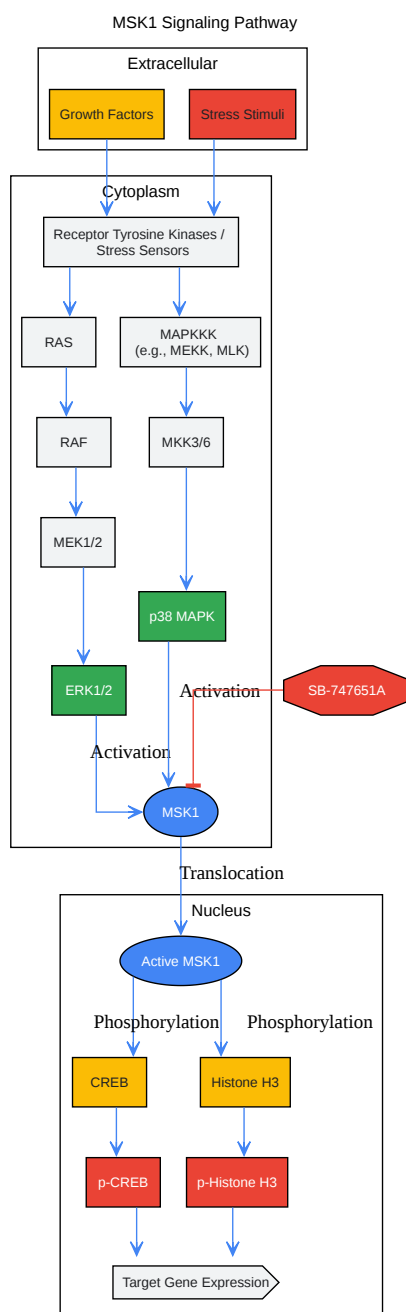 MSK1 Signaling Pathway
Extracellular
Growth Factors
Stress Stimuli
Cytoplasm
Receptor Tyrosine Kinases /
Stress Sensors
RAS
MAPKKK
(e.g., MEKK, MLK)
RAF
MKK3/6
MEK1/2
p38 MAPK
ERK1/2
Activation
SB-747651A
Activation
MSK1
Translocation
Nucleus
Active MSK1
Phosphorylation
Phosphorylation
CREB
Histone H3
p-CREB
p-Histone H3
Target Gene Expression